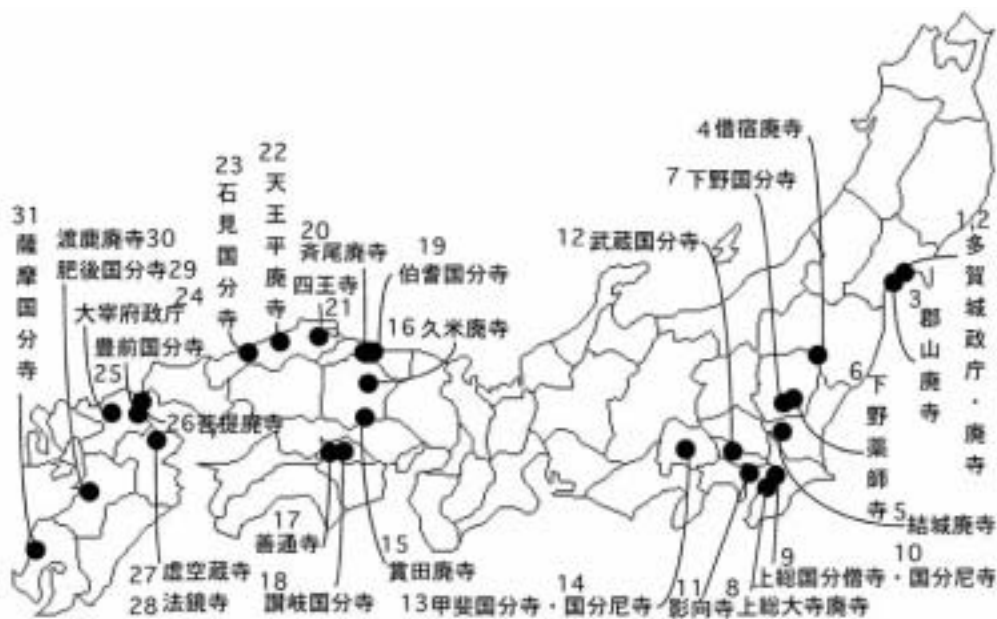 4借宿廃寺
7下野国分寺
12武蔵国分寺
1,2多賀城政庁・廃寺
3郡山廃寺
6下野薬師寺
5結城廃寺
9 10
上総国分僧寺・国分尼寺
8上総大寺廃寺
11影向寺
13 14
甲斐国分寺・国分尼寺
15
賞田廃寺
16久米廃寺
17
善通寺
18
讃岐国分寺
19
伯耆国分寺
20
斉尾廃寺
四王寺
21
22天王平廃寺
23石見国分寺
24
大宰府政庁
豊前国分寺
25
26菩提廃寺
27虚空蔵寺
28法鏡寺
肥後国分寺29
渡鹿廃寺30
31薩摩国分寺